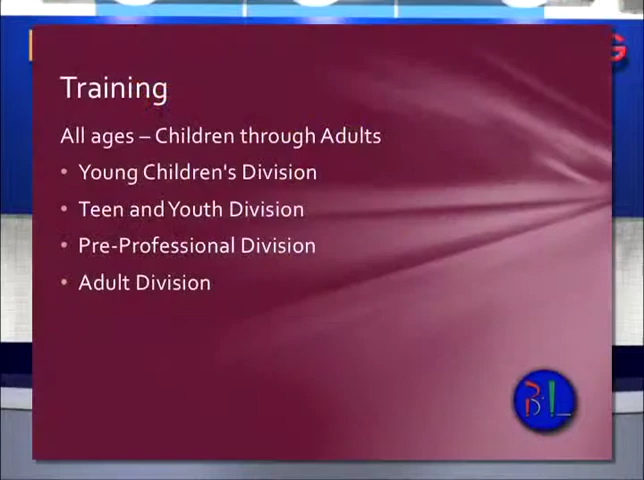 Training
All ages – Children through Adults
• Young Children's Division
• Teen and Youth Division
• Pre-Professional Division
• Adult Division
B L
G